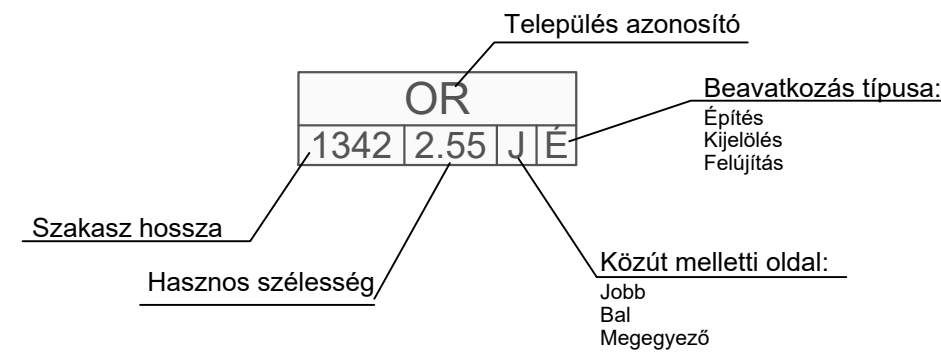 Település azonosító
OR
1342 2.55 J É
Beavatkozás típusa:
Építés
Kijelölés
Felújítás
Szakasz hossza
Hasznos szélesség
Közút melletti oldal:
Jobb
Bal
Megegyező